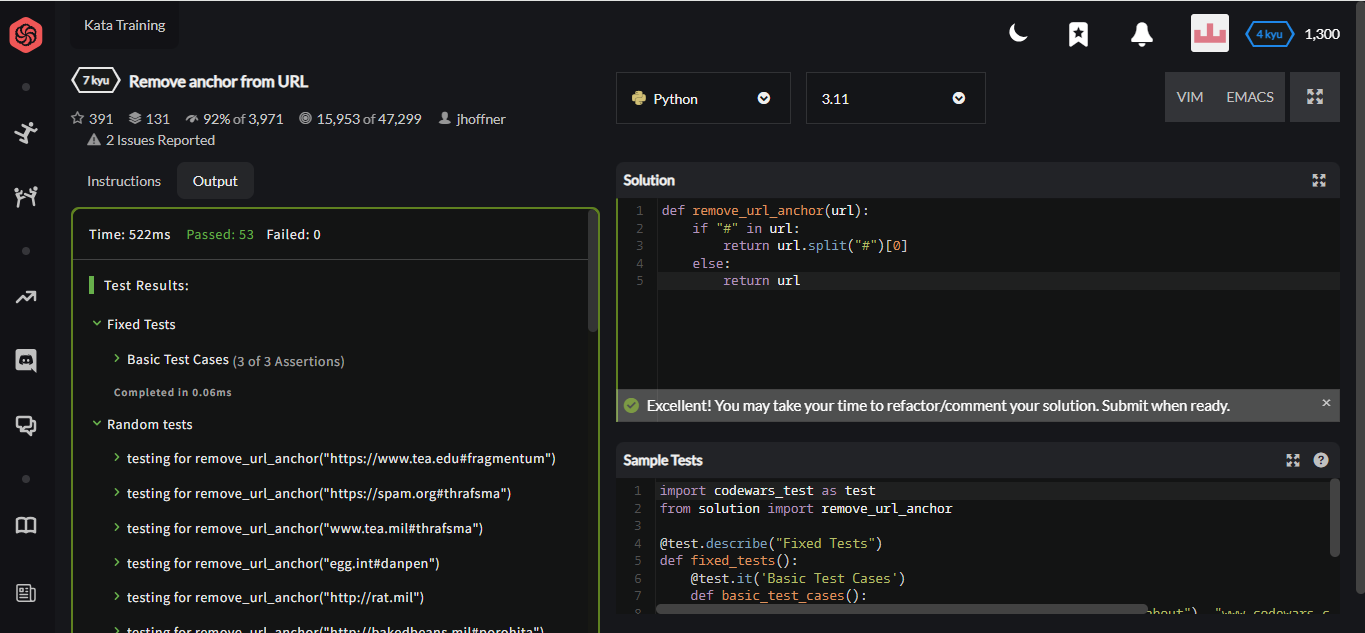 Kata Training
4 kyu 1,300
7 kyu Remove anchor from URL
391 131 92% of 3,971 15,953 of 47,299 jhoffner
2 Issues Reported
Python
3.11
VIM EMACS
Instructions Output
Time: 522ms Passed: 53 Failed: 0
Test Results:
Fixed Tests
Basic Test Cases (3 of 3 Assertions)
Completed in 0.06ms
Random tests
testing for remove_url_anchor("https://www.tea.edu#fragmentum")
testing for remove_url_anchor("https://spam.org#thrafsma")
testing for remove_url_anchor("www.tea.mil#thrafsma")
testing for remove_url_anchor("egg.int#danpen")
testing for remove_url_anchor("http://rat.mil")
testing for remove_url_anchor("http://bakedbeans.mil#porohita")
Solution
1 def remove_url_anchor(url):
2 if "#" in url:
3 return url.split("#")[0]
4 else:
5 return url
Excellent! You may take your time to refactor/comment your solution. Submit when ready.
Sample Tests
1 import codewars_test as test
2 from solution import remove_url_anchor
3
4 @test.describe("Fixed Tests")
5 def fixed_tests():
6 @test.it('Basic Test Cases')
7 def basic_test_cases():
8